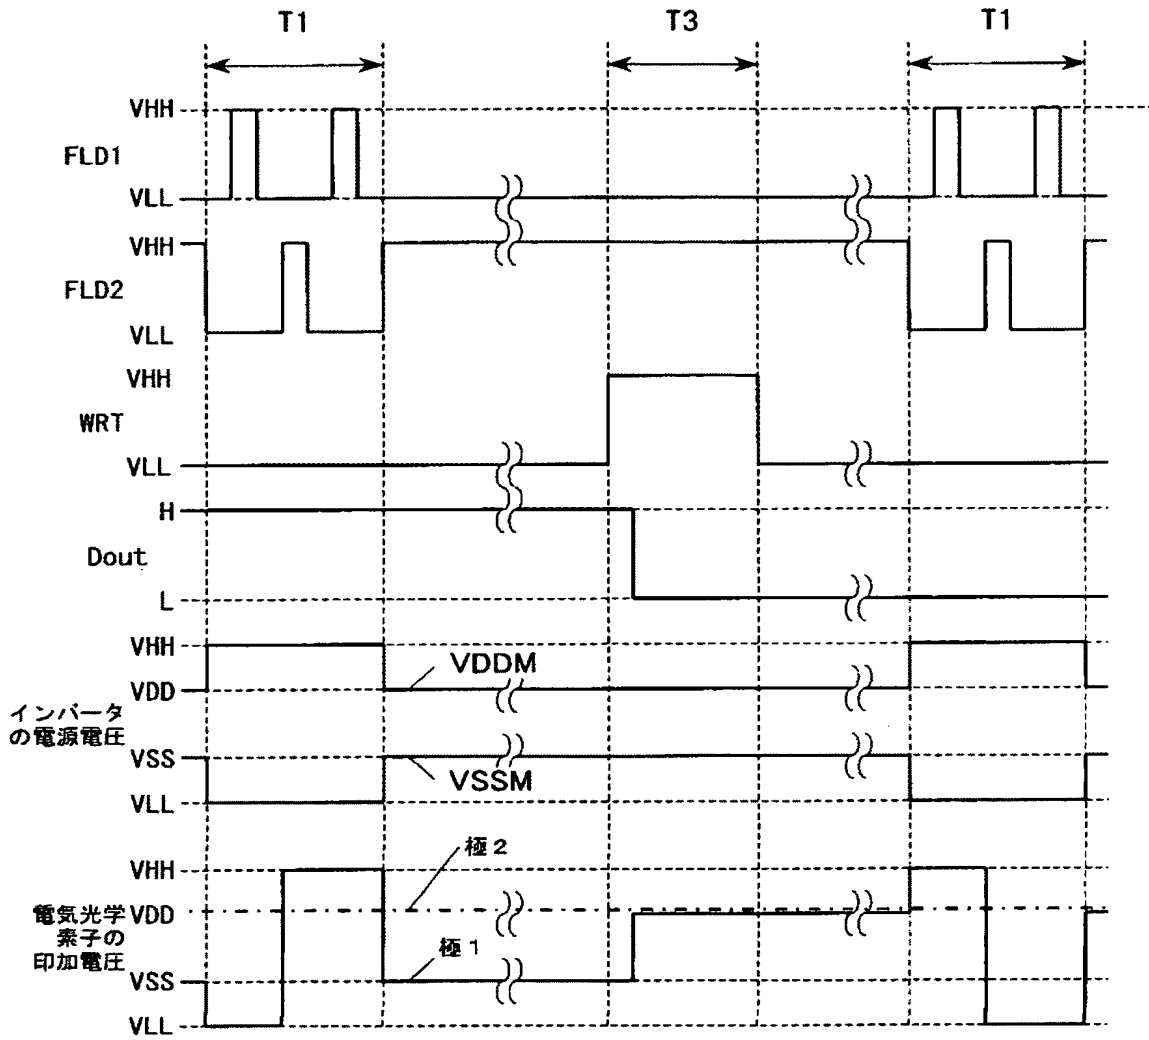 T1
T3
T1
VHH
FLD1
VLL
VHH
FLD2
VLL
VHH
WRT
VLL
H
Dout
L
VHH
VDDM
VDD
インバータ
の電源電圧
VSS
VSSM
VLL
極2
VHH
電気光学
素子の
印加電圧
VDD
極1
VSS
VLL